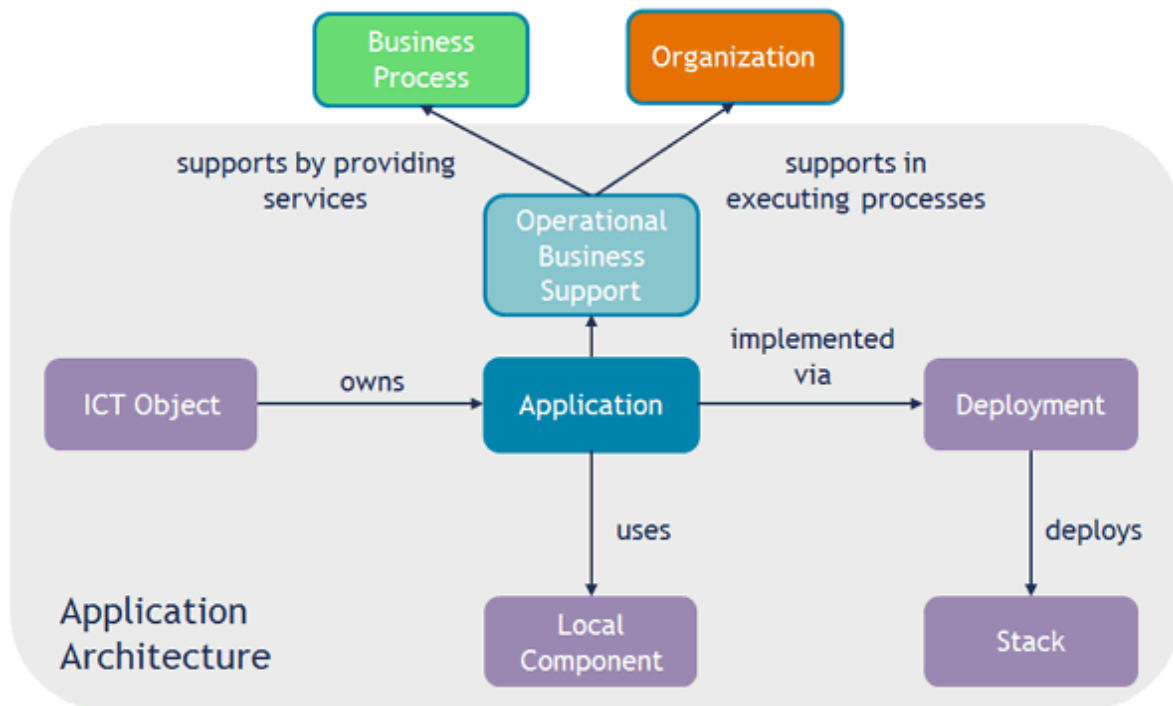 Business
Process
Organization
supports by providing
services
supports in
executing processes
Operational
Business
Support
implemented
via
ICT Object
owns
Application
Deployment
uses
deploys
Application
Architecture
Local
Component
Stack